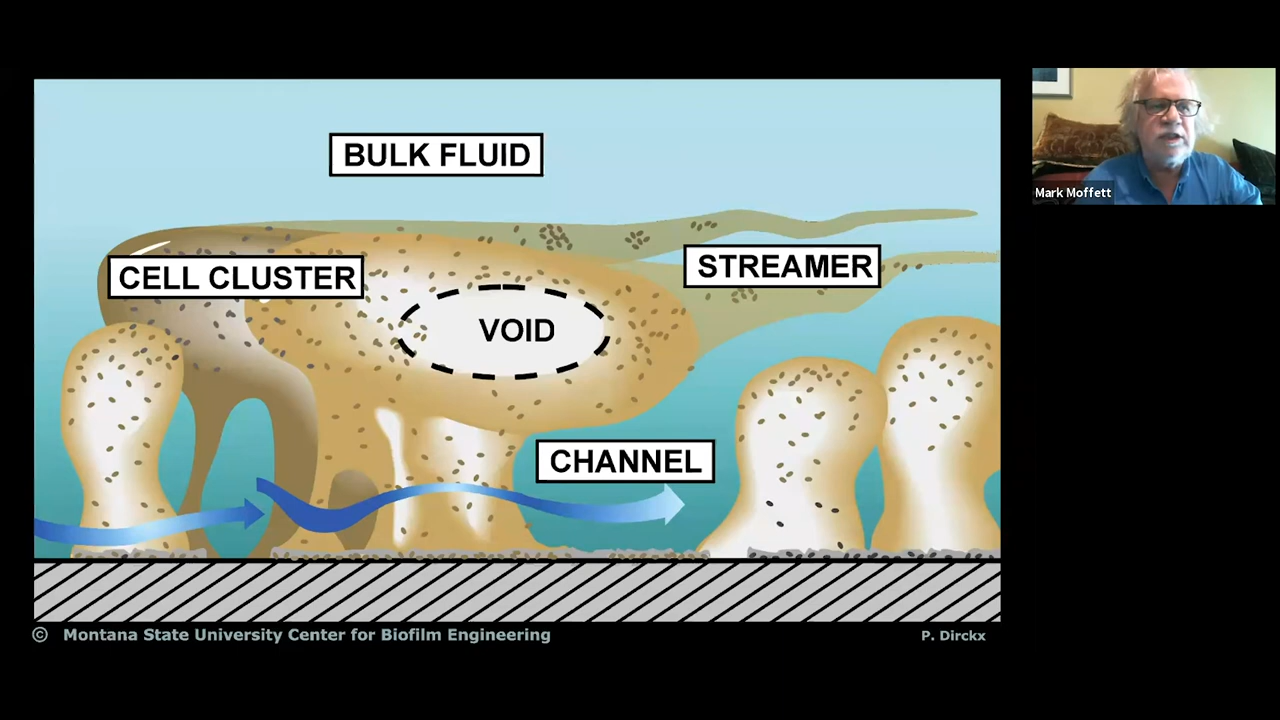 BULK FLUID
CELL CLUSTER
STREAMER
VOID
CHANNEL
© Montana State University Center for Biofilm Engineering
P. Dirckx
Mark Moffett